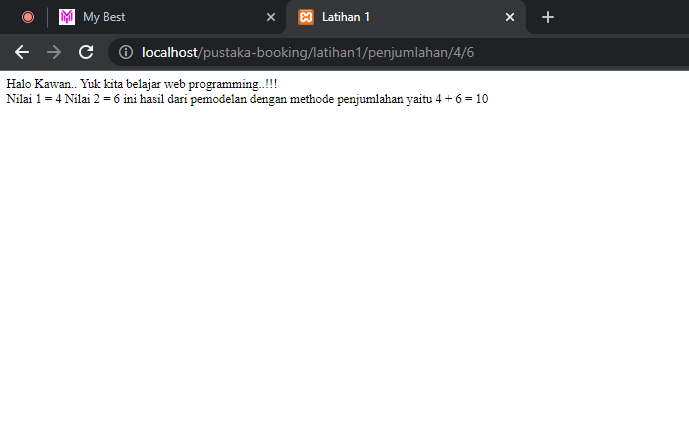 My Best
Latihan 1
localhost/pustaka-booking/latihan1/penjumlahan/4/6
Halo Kawan.. Yuk kita belajar web programming..!!!
Nilai 1 = 4 Nilai 2 = 6 ini hasil dari pemodelan dengan methode penjumlahan yaitu 4 + 6 = 10